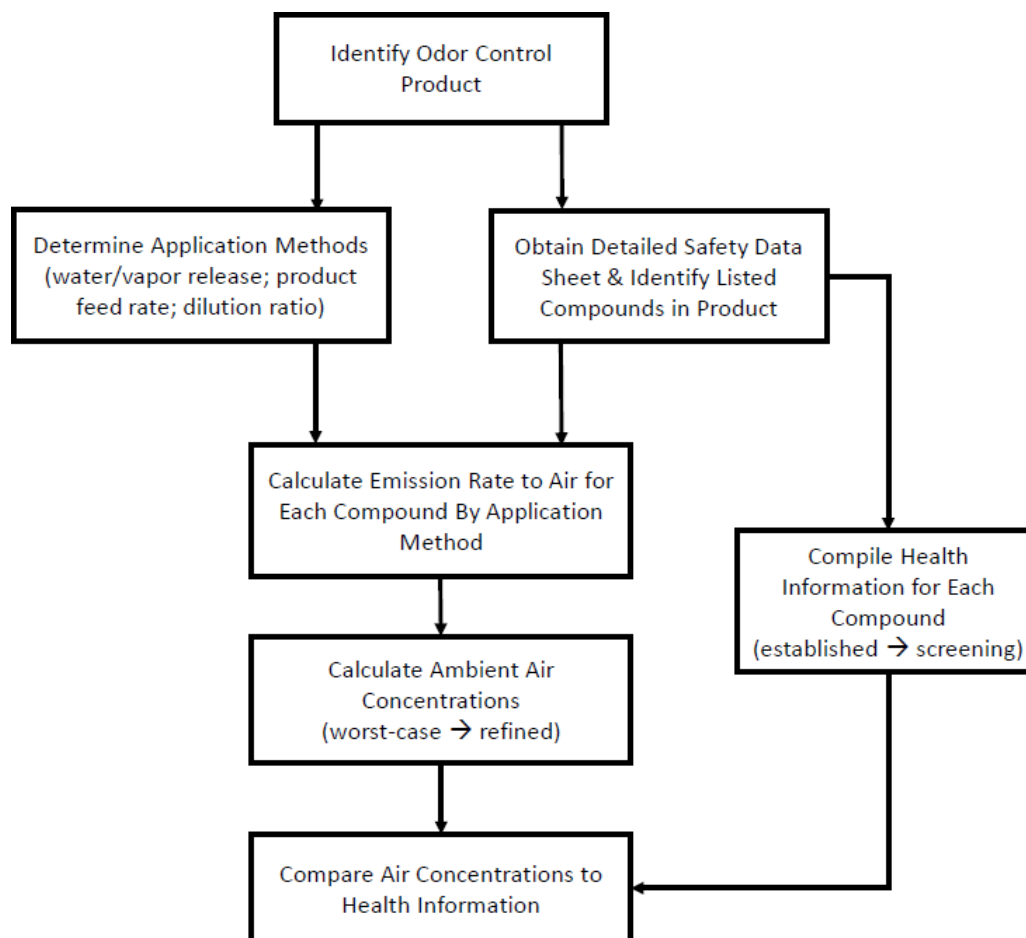 Identify Odor Control
Product
Determine Application Methods
(water/vapor release; product
feed rate; dilution ratio)
Obtain Detailed Safety Data
Sheet & Identify Listed
Compounds in Product
Calculate Emission Rate to Air for
Each Compound By Application
Method
Compile Health
Information for Each
Compound
(established → screening)
Calculate Ambient Air
Concentrations
(worst-case → refined)
Compare Air Concentrations to
Health Information